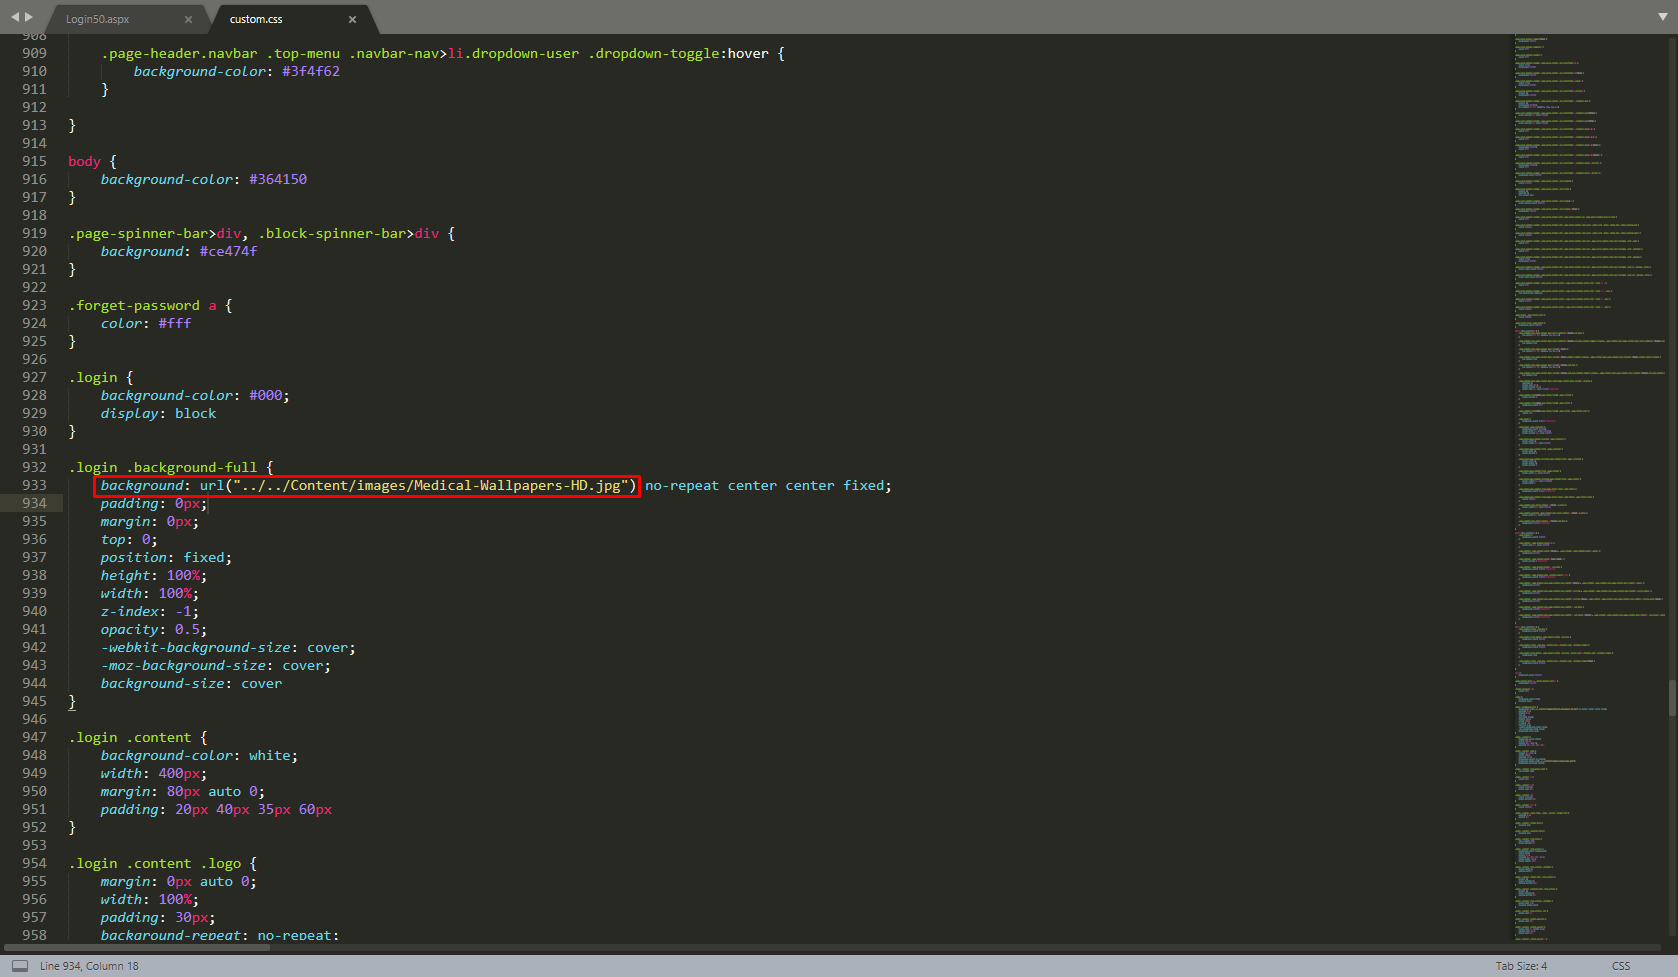 Login50.aspx
custom.css
908
909 .page-header.navbar .top-menu .navbar-nav>li.dropdown-user .dropdown-toggle:hover {
910 background-color: #3f4f62
911 }
912
913 }
914
915 body {
916 background-color: #364150
917 }
918
919 .page-spinner-bar>div, .block-spinner-bar>div {
920 background: #ce474f
921 }
922
923 .forget-password a {
924 color: #fff
925 }
926
927 .login {
928 background-color: #000;
929 display: block
930 }
931
932 .login .background-full {
933 background: url("../../Content/images/Medical-Wallpapers-HD.jpg") no-repeat center center fixed;
934 padding: 0px;
935 margin: 0px;
936 top: 0;
937 position: fixed;
938 height: 100%;
939 width: 100%;
940 z-index: -1;
941 opacity: 0.5;
942 -webkit-background-size: cover;
943 -moz-background-size: cover;
944 background-size: cover
945 }
946
947 .login .content {
948 background-color: white;
949 width: 400px;
950 margin: 80px auto 0;
951 padding: 20px 40px 35px 60px
952 }
953
954 .login .content .logo {
955 margin: 0px auto 0;
956 width: 100%;
957 padding: 30px;
958 background-repeat: no-repeat;
Line 934, Column 18
Tab Size: 4
CSS